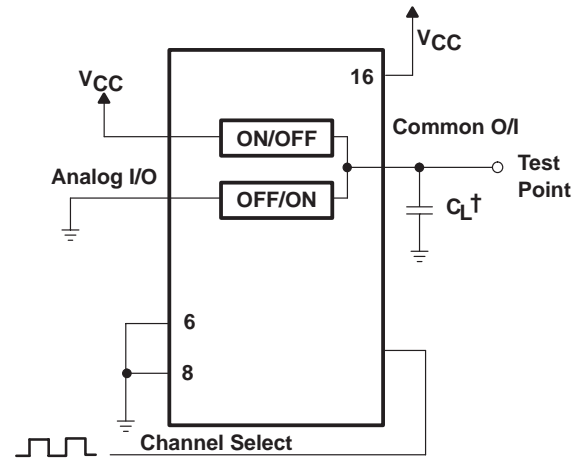 VCC
16
VCC
ON/OFF
Common O/I
Analog I/O
OFF/ON
Test
Point
CL†
6
8
Channel Select